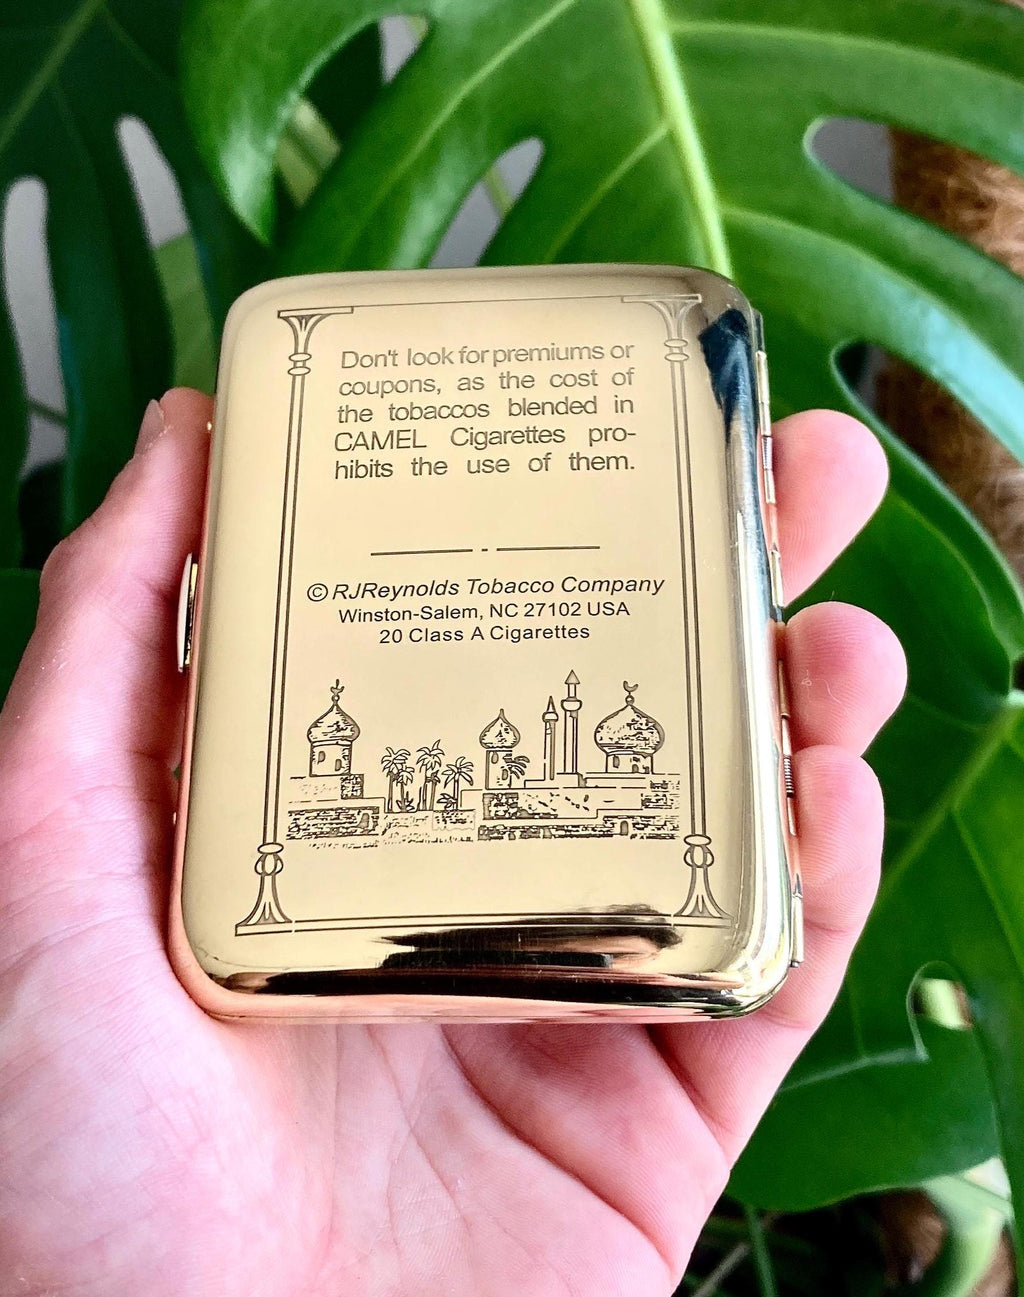 Don't look for premiums or
coupons, as the cost of
the tobaccos blended in
CAMEL Cigarettes pro-
hibits the use of them.
© RJReynolds Tobacco Company
Winston-Salem, NC 27102 USA
20 Class A Cigarettes